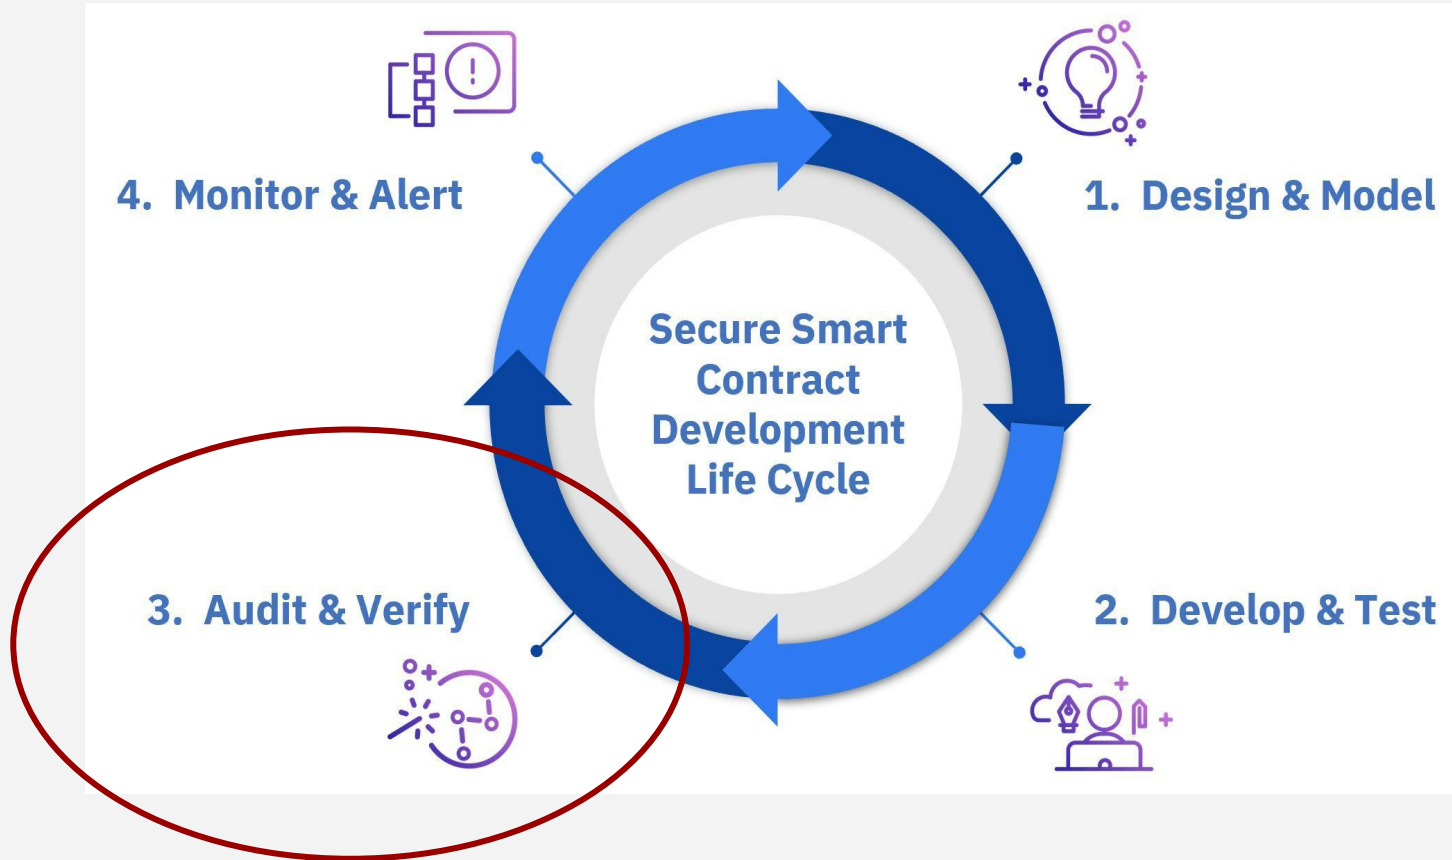 4. Monitor & Alert
1. Design & Model
Secure Smart
Contract
Development
Life Cycle
3. Audit & Verify
2. Develop & Test